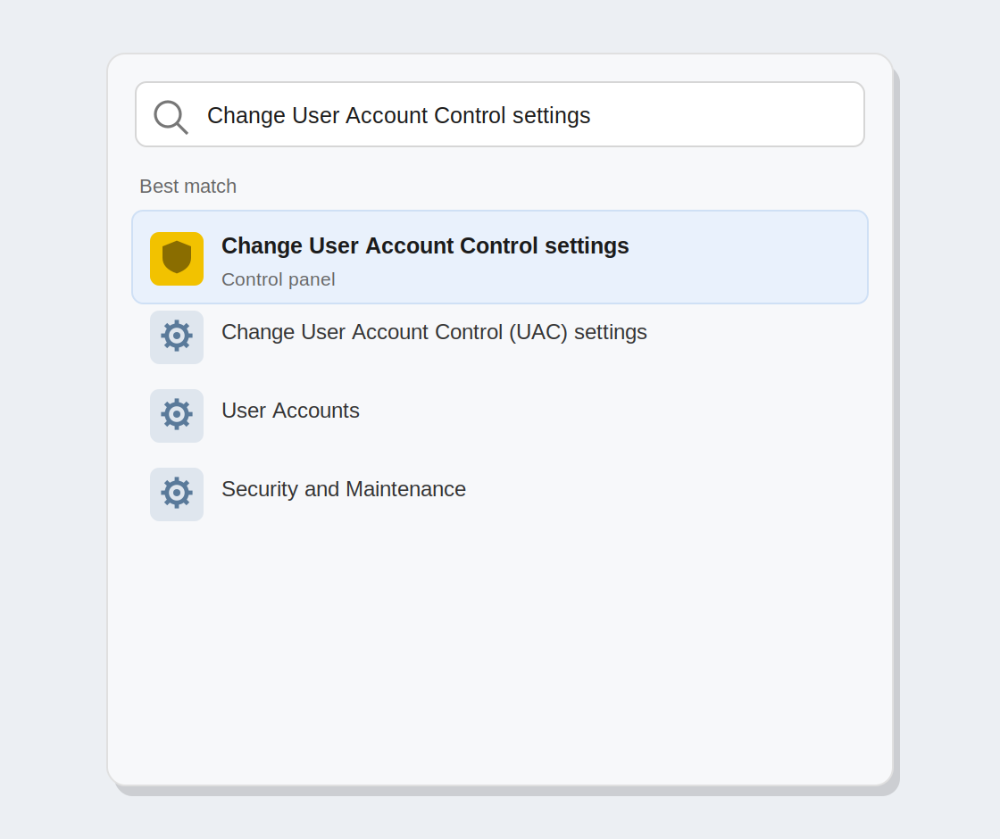 Change User Account Control settings
Best match
Change User Account Control settings
Control panel
Change User Account Control (UAC) settings
User Accounts
Security and Maintenance